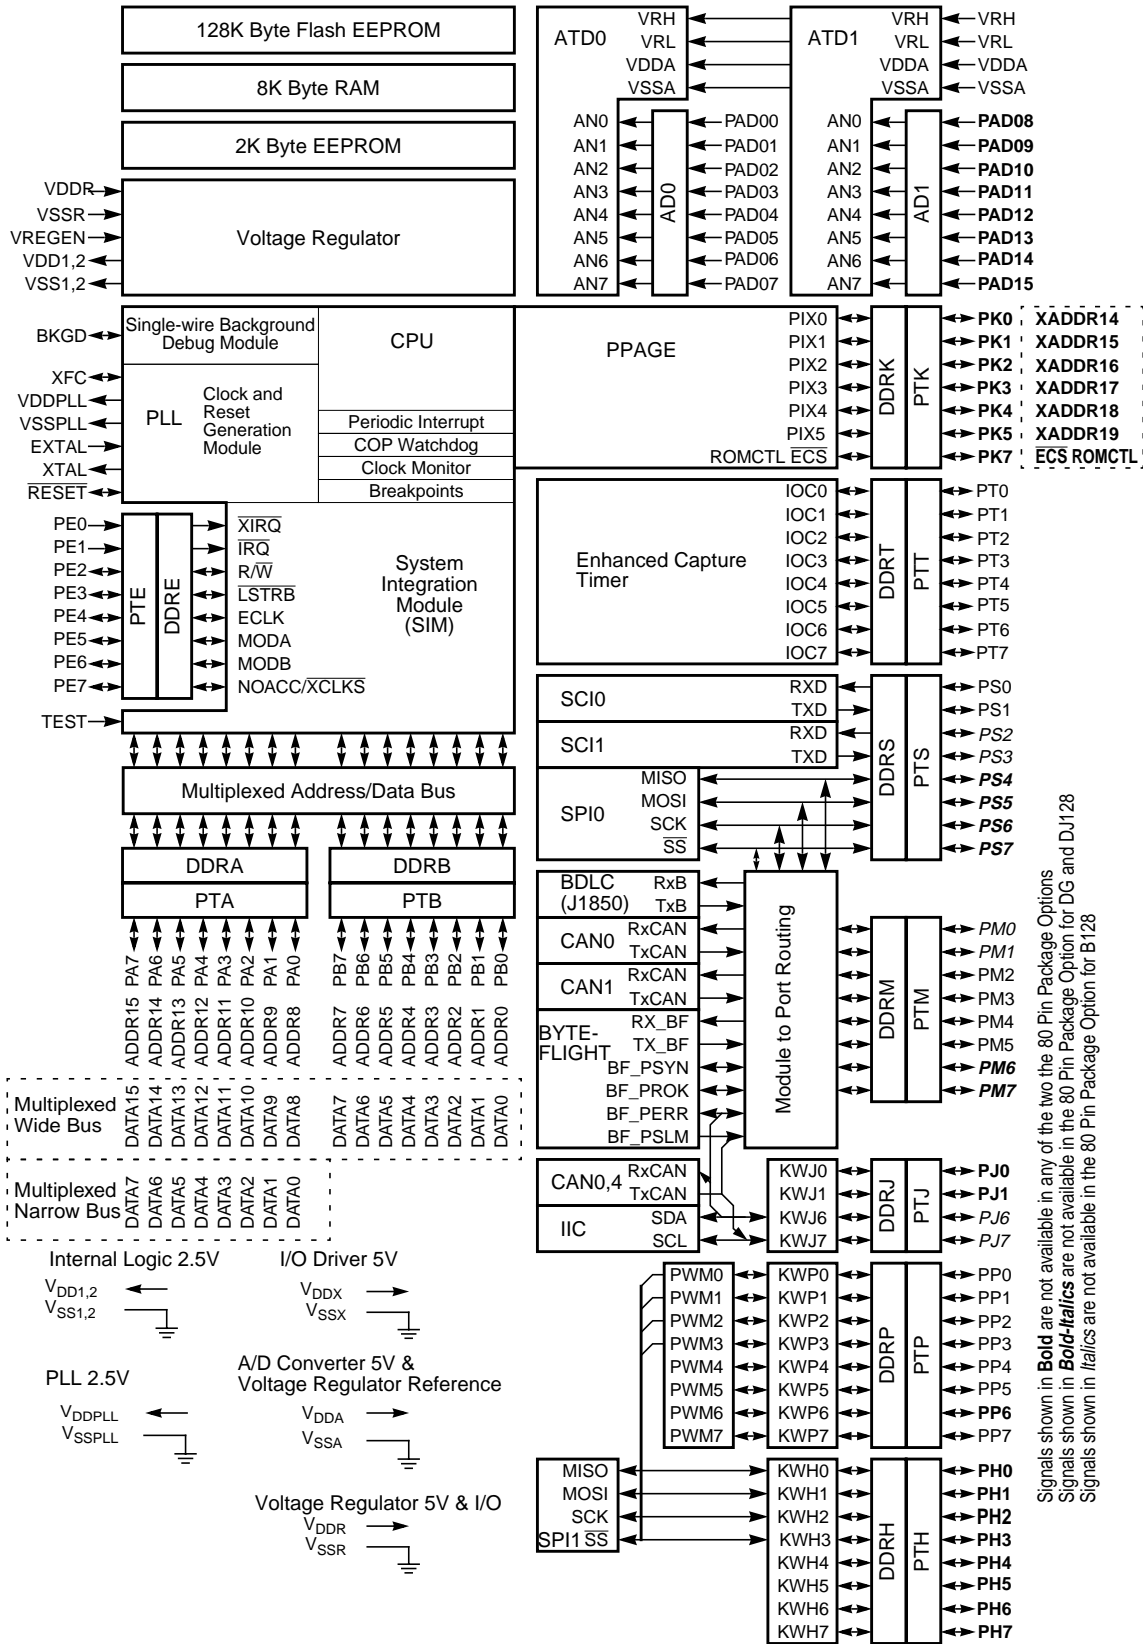 128K Byte Flash EEPROM
8K Byte RAM
2K Byte EEPROM
VDDR
VSSR
VREGEN
VDD1,2
VSS1,2
Voltage Regulator
ATD0
VRH
VRL
VDDA
VSSA
AN0
AN1
AN2
AN3
AN4
AN5
AN6
AN7
AD0
PAD00
PAD01
PAD02
PAD03
PAD04
PAD05
PAD06
PAD07
ATD1
VRH
VRL
VDDA
VSSA
VRH
VRL
VDDA
VSSA
AN0
AN1
AN2
AN3
AN4
AN5
AN6
AN7
AD1
PAD08
PAD09
PAD10
PAD11
PAD12
PAD13
PAD14
PAD15
BKGD
XFC
VDDPLL
VSSPLL
EXTAL
XTAL
RESET
Single-wire Background
Debug Module
CPU
PLL
Clock and
Reset
Generation
Module
Periodic Interrupt
COP Watchdog
Clock Monitor
Breakpoints
PPAGE
PIX0
PIX1
PIX2
PIX3
PIX4
PIX5
ROMCTL ECS
DDRK
PTK
PK0 XADDR14
PK1 XADDR15
PK2 XADDR16
PK3 XADDR17
PK4 XADDR18
PK5 XADDR19
PK7 ECS ROMCTL
PE0
PE1
PE2
PE3
PE4
PE5
PE6
PE7
TEST
PTE
DDRE
XIRQ
IRQ
R/W
LSTRB
ECLK
MODA
MODB
NOACC/XCLKS
System
Integration
Module
(SIM)
Enhanced Capture
Timer
IOC0
IOC1
IOC2
IOC3
IOC4
IOC5
IOC6
IOC7
DDRT
PTT
PT0
PT1
PT2
PT3
PT4
PT5
PT6
PT7
SCI0
RXD
TXD
SCI1
RXD
TXD
SPI0
MISO
MOSI
SCK
SS
DDRS
PTS
PS0
PS1
PS2
PS3
PS4
PS5
PS6
PS7
Multiplexed Address/Data Bus
DDRA
PTA
DDRB
PTB
PA7
PA6
PA5
PA4
PA3
PA2
PA1
PA0
PB7
PB6
PB5
PB4
PB3
PB2
PB1
PB0
ADDR15
ADDR14
ADDR13
ADDR12
ADDR11
ADDR10
ADDR9
ADDR8
ADDR7
ADDR6
ADDR5
ADDR4
ADDR3
ADDR2
ADDR1
ADDR0
Multiplexed
Wide Bus
DATA15
DATA14
DATA13
DATA12
DATA11
DATA10
DATA9
DATA8
DATA7
DATA6
DATA5
DATA4
DATA3
DATA2
DATA1
DATA0
Multiplexed
Narrow Bus
DATA7
DATA6
DATA5
DATA4
DATA3
DATA2
DATA1
DATA0
BDLC
(J1850)
RxB
TxB
CAN0
RxCAN
TxCAN
CAN1
RxCAN
TxCAN
BYTE-
FLIGHT
RX_BF
TX_BF
BF_PSYN
BF_PROK
BF_PERR
BF_PSLM
Module to Port Routing
DDRM
PTM
PM0
PM1
PM2
PM3
PM4
PM5
PM6
PM7
CAN0,4
RxCAN
TxCAN
IIC
SDA
SCL
KWJ0
KWJ1
KWJ6
KWJ7
DDRJ
PTJ
PJ0
PJ1
PJ6
PJ7
PWM0
PWM1
PWM2
PWM3
PWM4
PWM5
PWM6
PWM7
KWP0
KWP1
KWP2
KWP3
KWP4
KWP5
KWP6
KWP7
DDRP
PTP
PP0
PP1
PP2
PP3
PP4
PP5
PP6
PP7
MISO
MOSI
SCK
SPI1 SS
KWH0
KWH1
KWH2
KWH3
KWH4
KWH5
KWH6
KWH7
DDRH
PTH
PH0
PH1
PH2
PH3
PH4
PH5
PH6
PH7
Internal Logic 2.5V
VDD1,2
VSS1,2
I/O Driver 5V
VDDX
VSSX
PLL 2.5V
VDDPLL
VSSPLL
A/D Converter 5V &
Voltage Regulator Reference
VDDA
VSSA
Voltage Regulator 5V & I/O
VDDR
VSSR
Signals shown in Bold are not available in any of the two the 80 Pin Package Options
Signals shown in Bold-Italics are not available in the 80 Pin Package Option for DG and DJ128
Signals shown in Italics are not available in the 80 Pin Package Option for B128